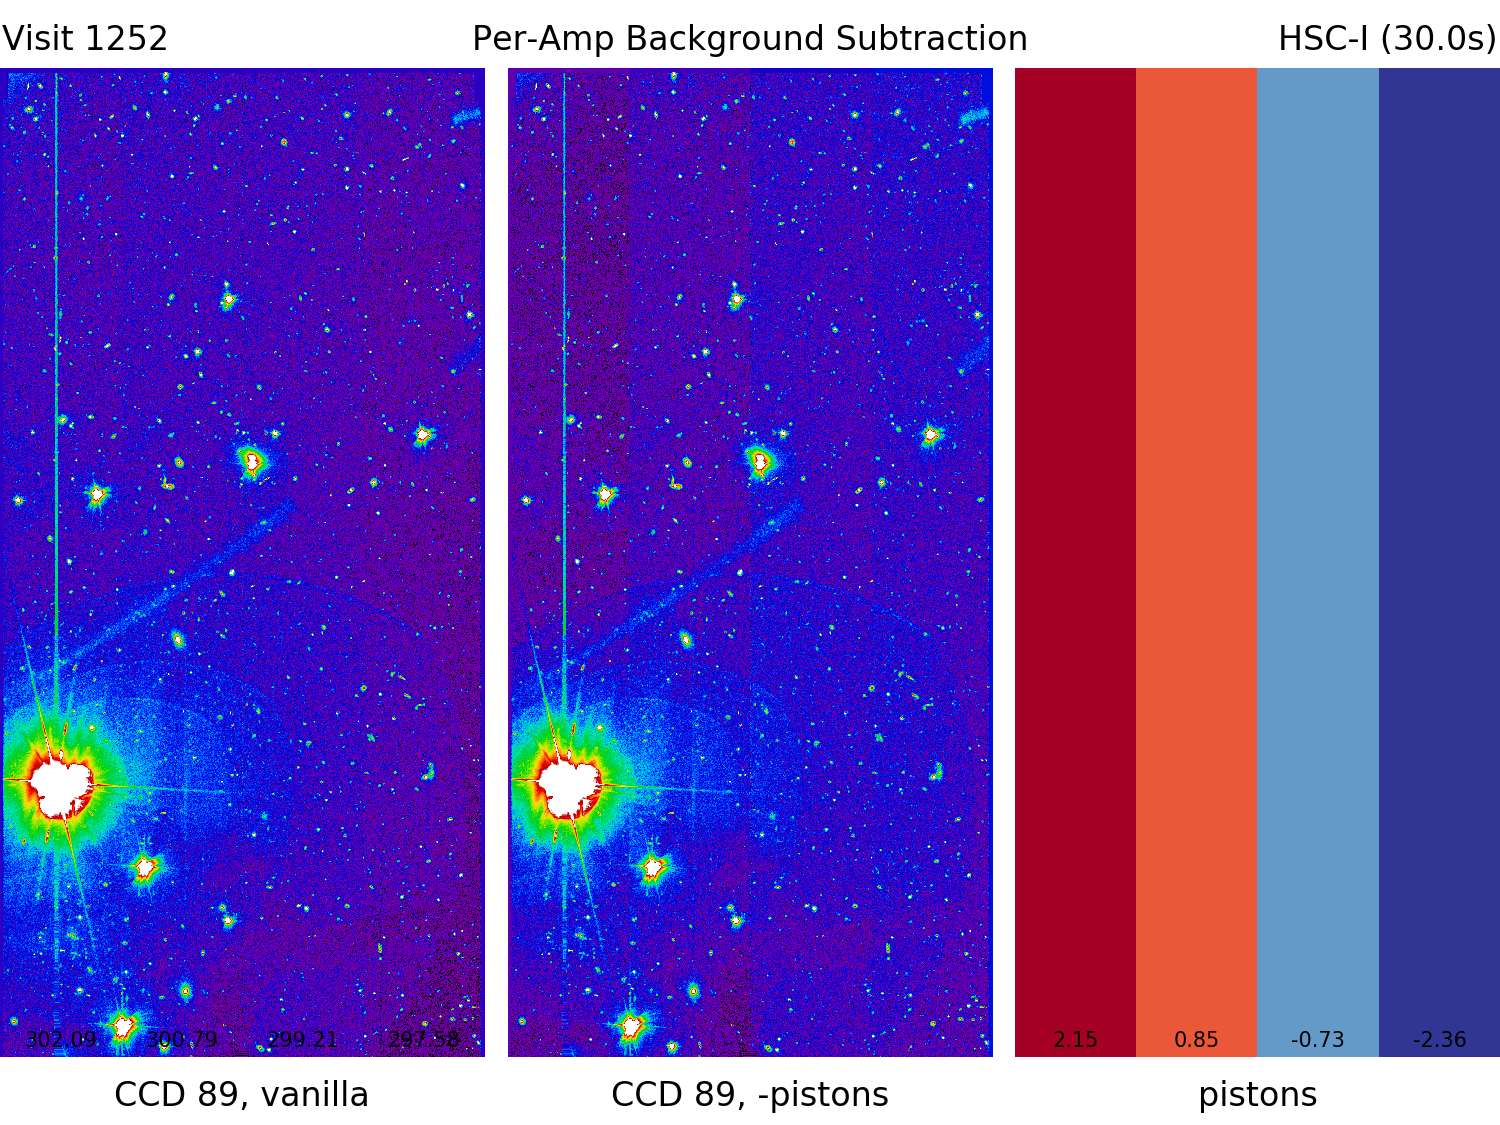 Visit 1252 Per-Amp Background Subtraction HSC-I (30.0s)
302.09 300.79 299.21 297.58 2.15 0.85 -0.73 -2.36
CCD 89, vanilla CCD 89, -pistons pistons